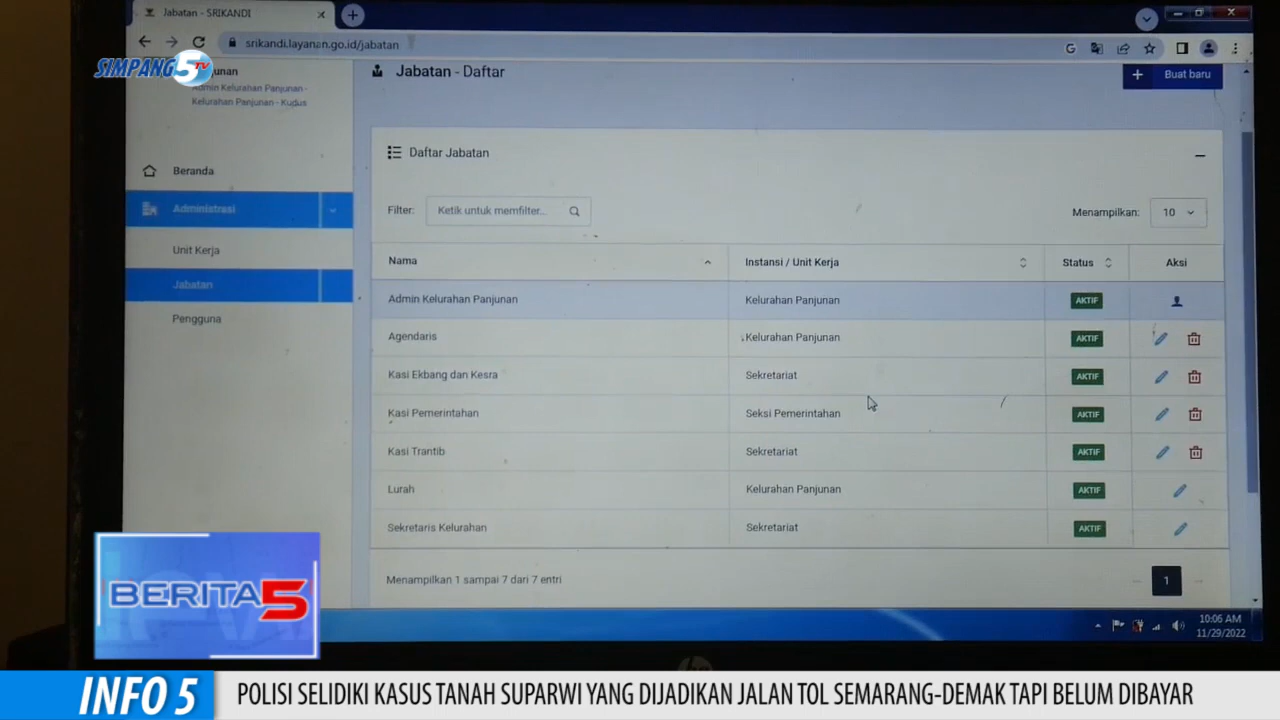 Jabatan - SRIKANDI
srikandi.layanan.go.id/jabatan
SIMPANG 5 TV
Admin Kelurahan Panjunan -
Kelurahan Panjunan - Kudus
Jabatan - Daftar
Buat baru
Beranda
Administrasi
Unit Kerja
Jabatan
Pengguna
Daftar Jabatan
Filter: Ketik untuk memfilter...
Menampilkan: 10
Nama Instansi / Unit Kerja Status Aksi
Admin Kelurahan Panjunan Kelurahan Panjunan AKTIF
Agendaris Kelurahan Panjunan AKTIF
Kasi Ekbang dan Kesra Sekretariat AKTIF
Kasi Pemerintahan Seksi Pemerintahan AKTIF
Kasi Trantib Sekretariat AKTIF
Lurah Kelurahan Panjunan AKTIF
Sekretaris Kelurahan Sekretariat AKTIF
Menampilkan 1 sampai 7 dari 7 entri
1
10:06 AM
11/29/2022
BERITA 5
INFO 5
POLISI SELIDIKI KASUS TANAH SUPARWI YANG DIJADIKAN JALAN TOL SEMARANG-DEMAK TAPI BELUM DIBAYAR